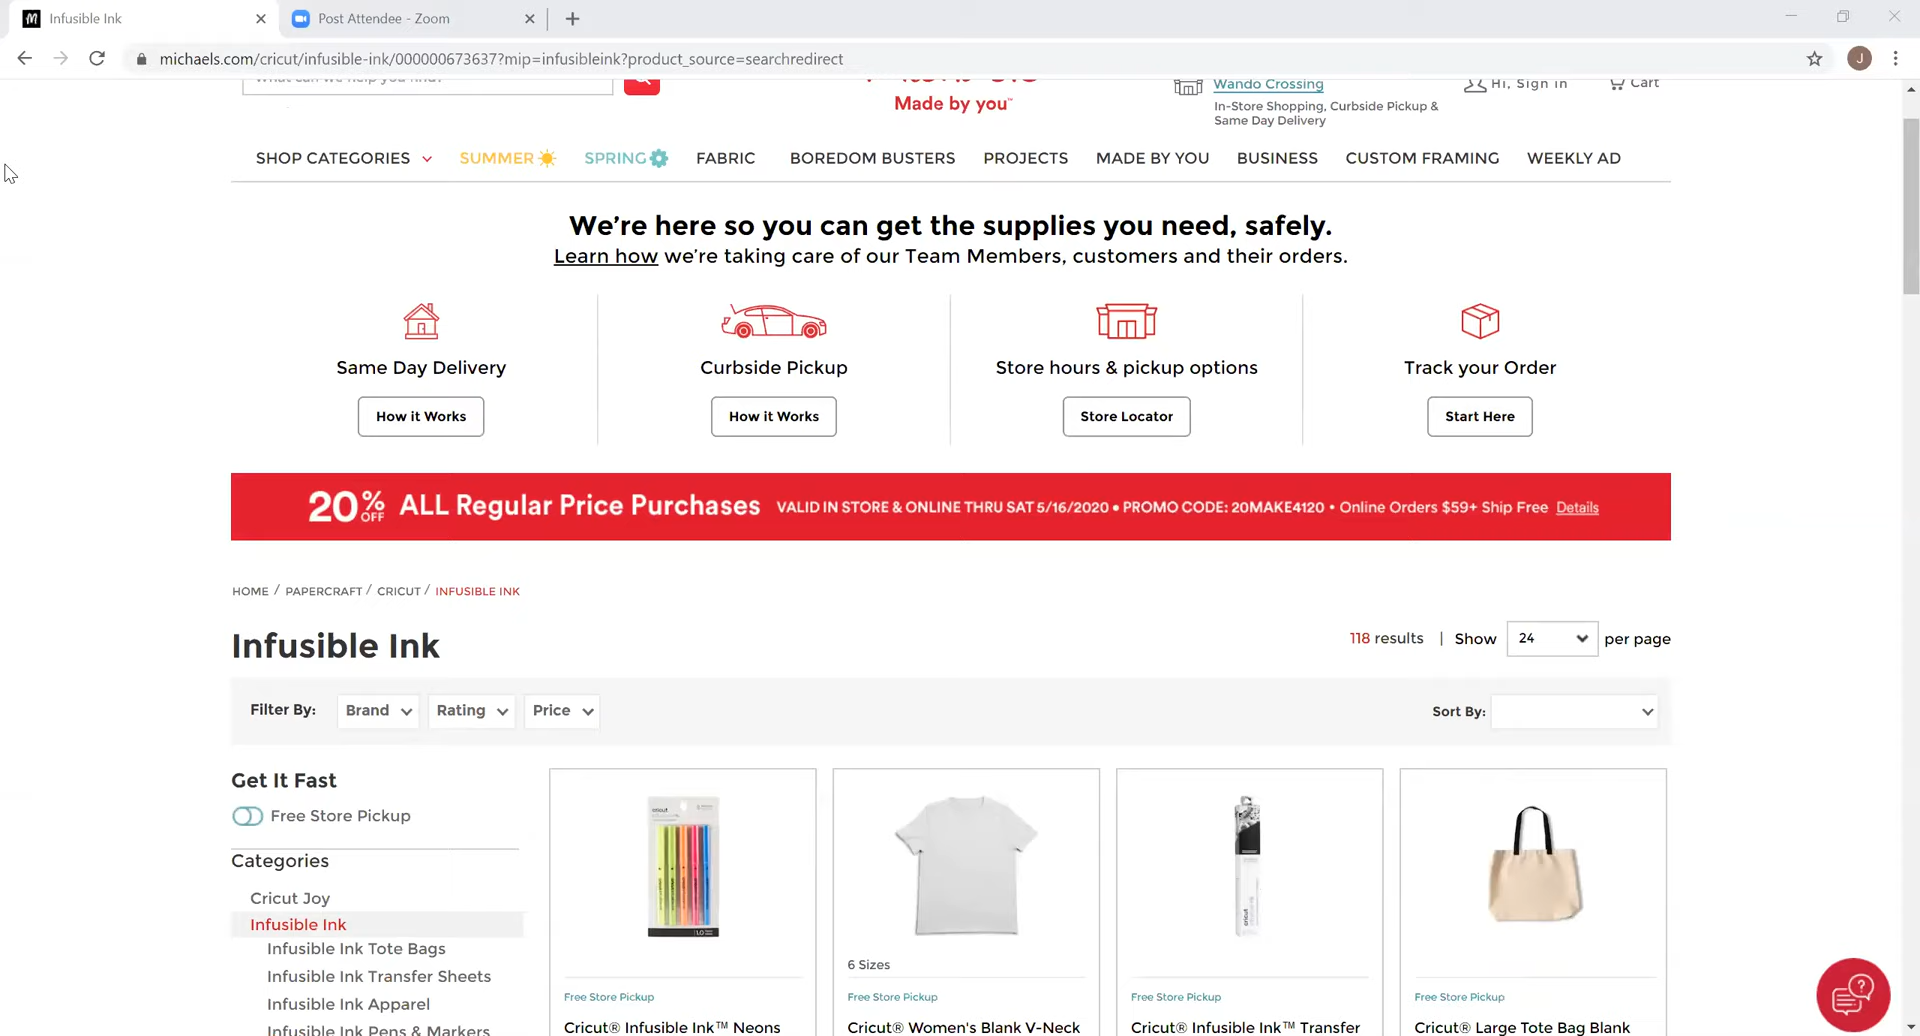 Infusible Ink
Post Attendee - Zoom
michaels.com/cricut/infusible-ink/000000673637?mip=infusibleink?product_source=searchredirect
J
Made by you™
Wando Crossing
In-Store Shopping, Curbside Pickup &
Same Day Delivery
Hi, Sign in
Cart
SHOP CATEGORIES SUMMER SPRING FABRIC BOREDOM BUSTERS PROJECTS MADE BY YOU BUSINESS CUSTOM FRAMING WEEKLY AD
We're here so you can get the supplies you need, safely.
Learn how we're taking care of our Team Members, customers and their orders.
Same Day Delivery
How it Works
Curbside Pickup
How it Works
Store hours & pickup options
Store Locator
Track your Order
Start Here
20% OFF ALL Regular Price Purchases VALID IN STORE & ONLINE THRU SAT 5/16/2020 • PROMO CODE: 20MAKE4120 • Online Orders $59+ Ship Free Details
HOME / PAPERCRAFT / CRICUT / INFUSIBLE INK
Infusible Ink
118 results | Show 24 per page
Filter By: Brand Rating Price
Sort By:
Get It Fast
Free Store Pickup
Categories
Cricut Joy
Infusible Ink
Infusible Ink Tote Bags
Infusible Ink Transfer Sheets
Infusible Ink Apparel
Infusible Ink Pens & Markers
cricut
1.0
Free Store Pickup
Cricut® Infusible Ink™ Neons
6 Sizes
Free Store Pickup
Cricut® Women's Blank V-Neck
cricut
Free Store Pickup
Cricut® Infusible Ink™ Transfer
Free Store Pickup
Cricut® Large Tote Bag Blank